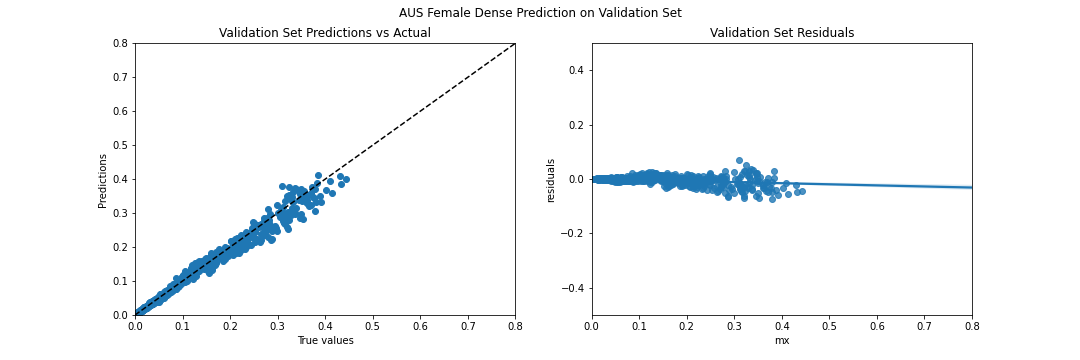 AUS Female Dense Prediction on Validation Set
Validation Set Predictions vs Actual
0.8
0.7
0.6
0.5
0.4
0.3
0.2
0.1
0.0
Predictions
0.0 0.1 0.2 0.3 0.4 0.5 0.6 0.7 0.8
True values
Validation Set Residuals
0.4
0.2
0.0
−0.2
−0.4
residuals
0.0 0.1 0.2 0.3 0.4 0.5 0.6 0.7 0.8
mx